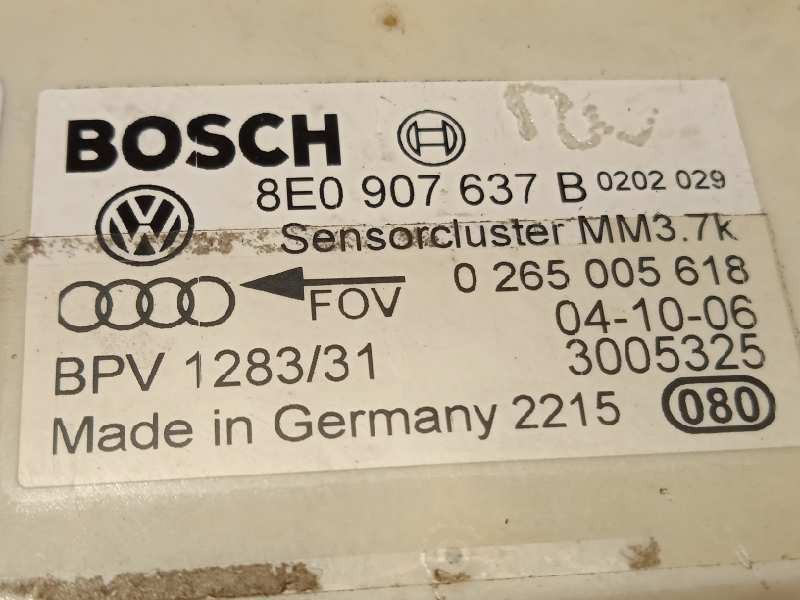 BOSCH
8E0 907 637 B 0202 029
Sensorcluster MM3.7k
FOV 0 265 005 618
04-10-06
BPV 1283/31 3005325
Made in Germany 2215 080